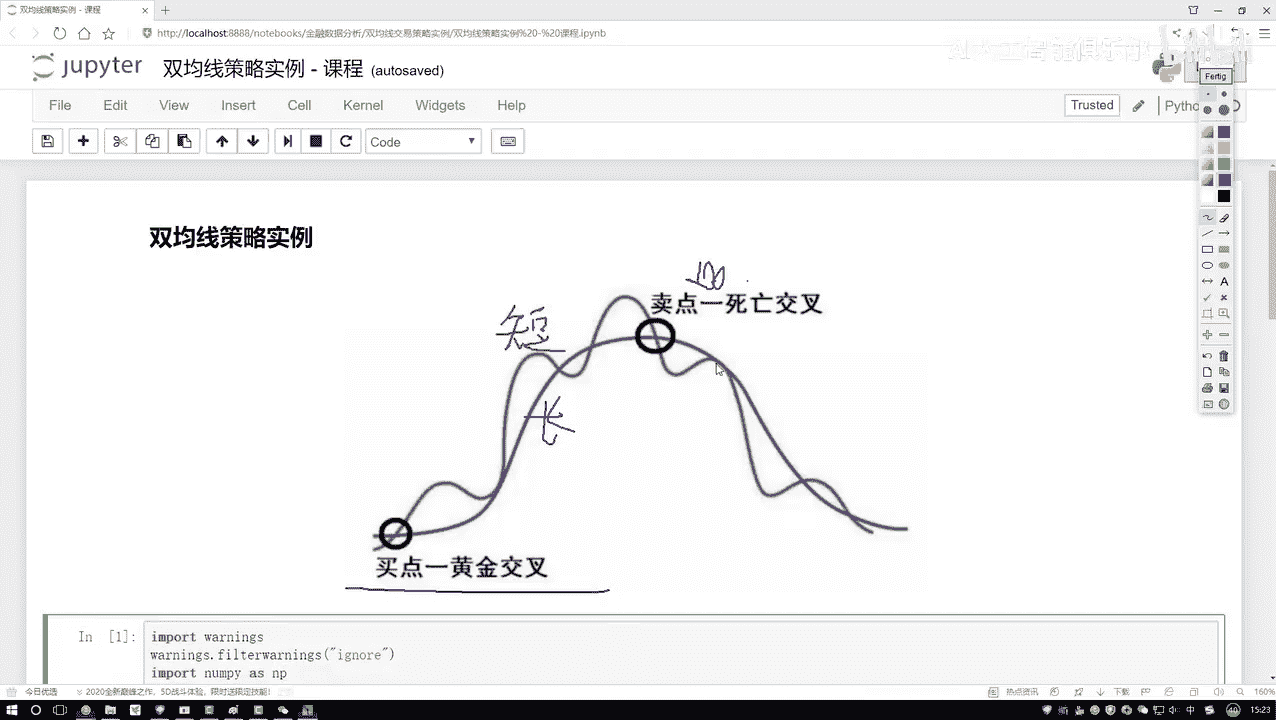 双均线策略实例 - 课程
http://localhost:8888/notebooks/金融数据分析/双均线交易策略实例/双均线策略实例%20-%20课程.ipynb
jupyter 双均线策略实例 - 课程 (autosaved)
Fertig
File Edit View Insert Cell Kernel Widgets Help
Trusted
Pytho
Code
A
双均线策略实例
100
卖点一死亡交叉
短
长
买点一黄金交叉
In [1]:
import warnings
warnings.filterwarnings("ignore")
import numpy as np
今日优选
2020全新巅峰之作，5D战斗体验，限时送限定技能！
热点资讯
下载
160%
中
15:23